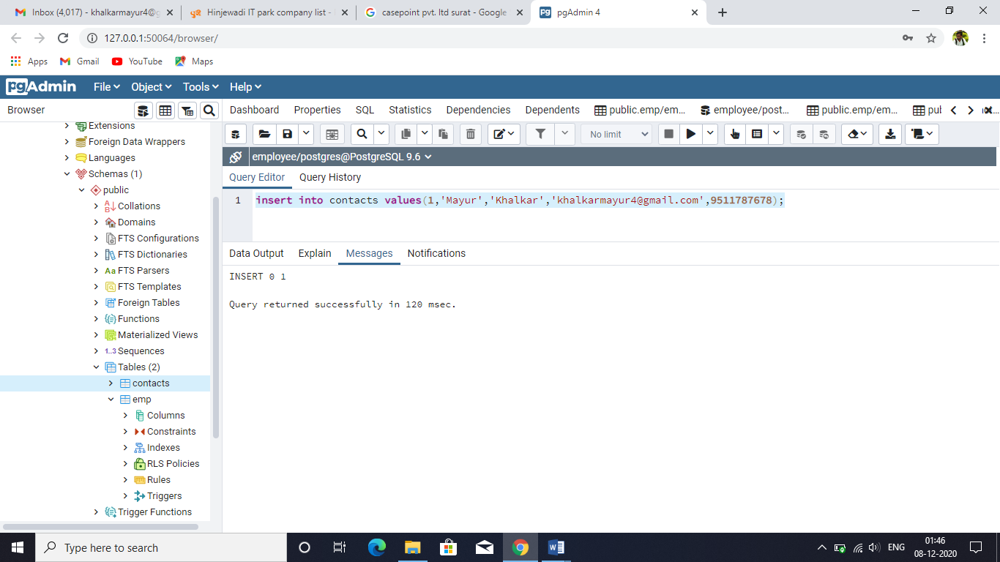 Inbox (4,017) - khalkarmayur4@g
Hinjewadi IT park company list -
casepoint pvt. ltd surat - Google
pgAdmin 4
127.0.0.1:50064/browser/
Apps Gmail YouTube Maps
pgAdmin File Object Tools Help
Browser
Dashboard Properties SQL Statistics Dependencies Dependents public.emp/em... employee/post... public.emp/em... pul
Extensions
Foreign Data Wrappers
Languages
Schemas (1)
public
Collations
Domains
FTS Configurations
FTS Dictionaries
Aa FTS Parsers
FTS Templates
Foreign Tables
Functions
Materialized Views
1..3 Sequences
Tables (2)
contacts
emp
Columns
Constraints
Indexes
RLS Policies
Rules
Triggers
Trigger Functions
No limit
employee/postgres@PostgreSQL 9.6
Query Editor Query History
1 insert into contacts values(1,'Mayur','Khalkar','khalkarmayur4@gmail.com',9511787678);
Data Output Explain Messages Notifications
INSERT 0 1
Query returned successfully in 120 msec.
Type here to search
ENG
01:46
08-12-2020